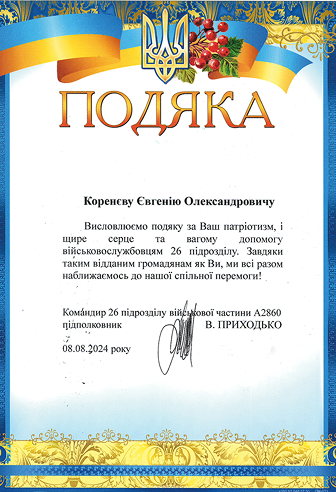 ПОДЯКА
Коренєву Євгенію Олександровичу
Висловлюємо подяку за Ваш патріотизм, і
щире серце та вагому допомогу
військовослужбовцям 26 підрозділу. Завдяки
таким відданим громадянам як Ви, ми всі разом
наближаємось до нашої спільної перемоги!
Командир 26 підрозділу військової частини А2860
підполковник В. ПРИХОДЬКО
08.08.2024 року